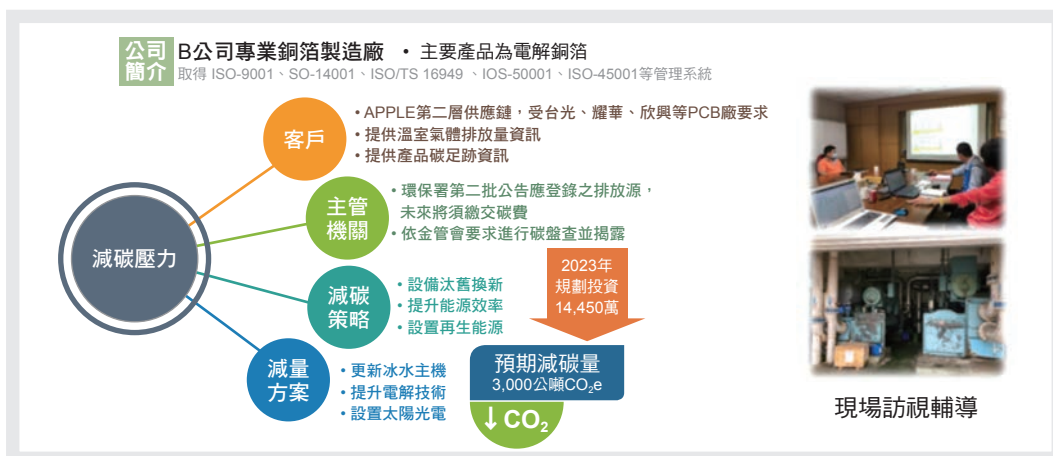 公司簡介 B公司專業銅箔製造廠 • 主要產品為電解銅箔
取得 ISO-9001、SO-14001、ISO/TS 16949 、IOS-50001、ISO-45001等管理系統
減碳壓力
客戶
• APPLE第二層供應鏈，受台光、耀華、欣興等PCB廠要求
• 提供溫室氣體排放量資訊
• 提供產品碳足跡資訊
主管
機關
• 環保署第二批公告應登錄之排放源，
未來將須繳交碳費
• 依金管會要求進行碳盤查並揭露
減碳
策略
• 設備汰舊換新
• 提升能源效率
• 設置再生能源
2023年
規劃投資
14,450萬
減量
方案
• 更新冰水主機
• 提升電解技術
• 設置太陽光電
預期減碳量
3,000公噸CO₂e
↓CO₂
現場訪視輔導